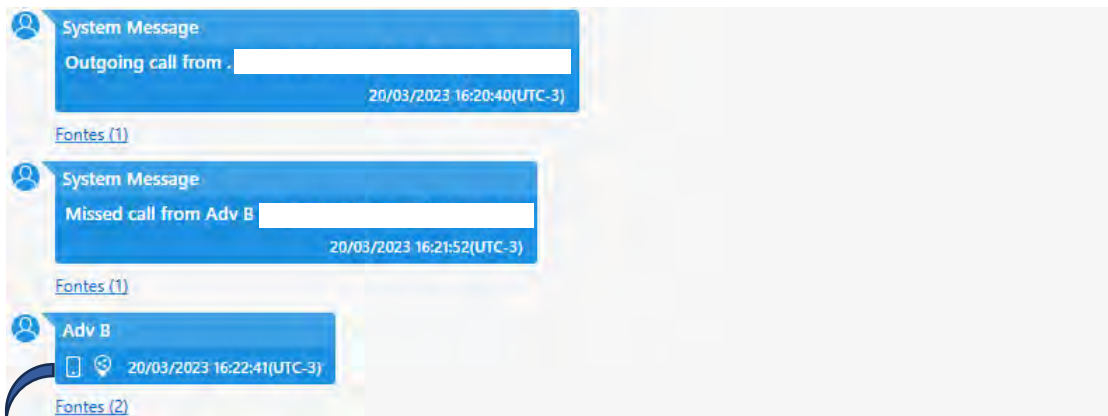 System Message
Outgoing call from .
20/03/2023 16:20:40(UTC-3)
Fontes (1)
System Message
Missed call from Adv B
20/03/2023 16:21:52(UTC-3)
Fontes (1)
Adv B
20/03/2023 16:22:41(UTC-3)
Fontes (2)